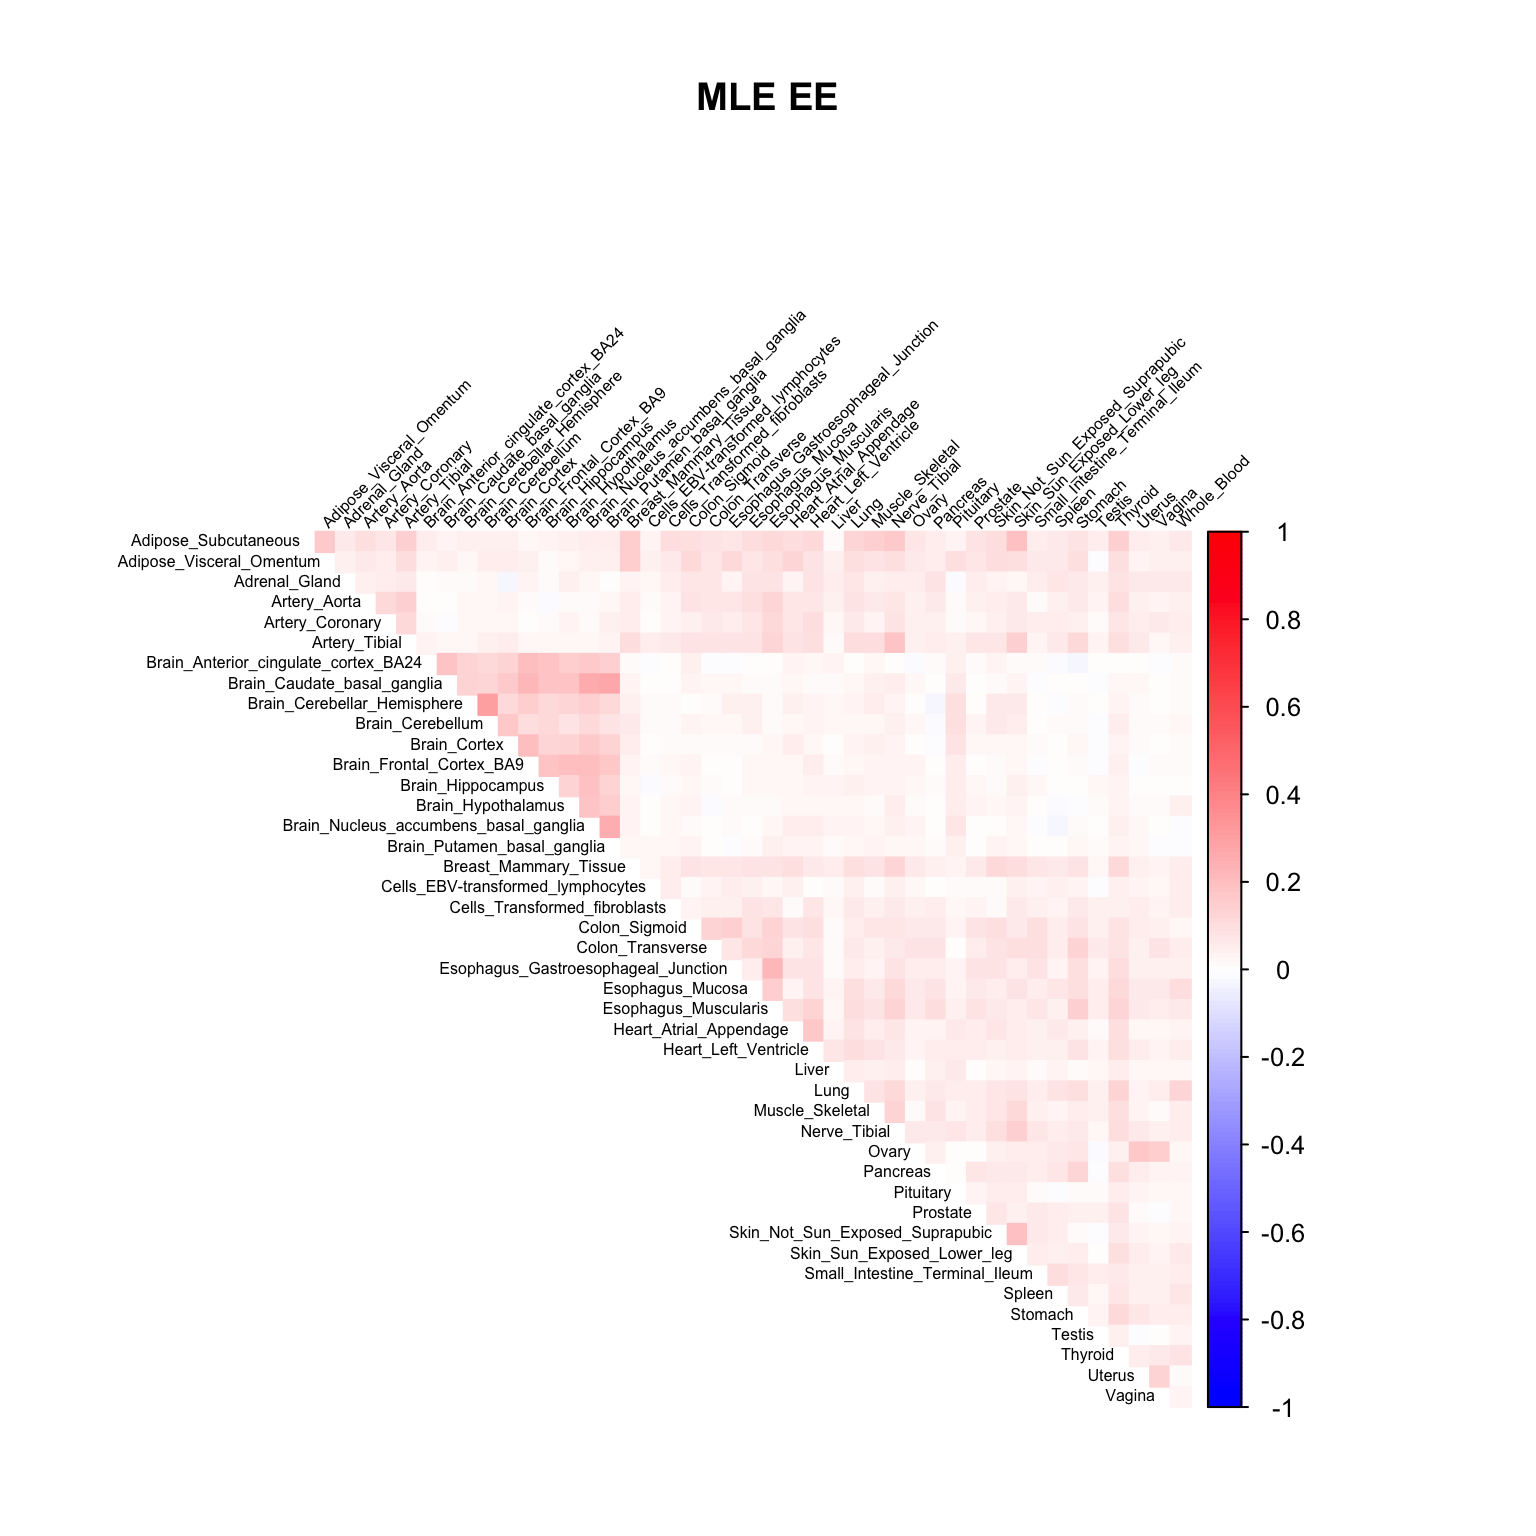 MLE EE
Adipose_Visceral_Omentum
Adrenal_Gland
Artery_Aorta
Artery_Coronary
Artery_Tibial
Brain_Anterior_cingulate_cortex_BA24
Brain_Caudate_basal_ganglia
Brain_Cerebellar_Hemisphere
Brain_Cerebellum
Brain_Cortex
Brain_Frontal_Cortex_BA9
Brain_Hippocampus
Brain_Hypothalamus
Brain_Nucleus_accumbens_basal_ganglia
Brain_Putamen_basal_ganglia
Breast_Mammary_Tissue
Cells_EBV-transformed_lymphocytes
Cells_Transformed_fibroblasts
Colon_Sigmoid
Colon_Transverse
Esophagus_Gastroesophageal_Junction
Esophagus_Mucosa
Esophagus_Muscularis
Heart_Atrial_Appendage
Heart_Left_Ventricle
Liver
Lung
Muscle_Skeletal
Nerve_Tibial
Ovary
Pancreas
Pituitary
Prostate
Skin_Not_Sun_Exposed_Suprapubic
Skin_Sun_Exposed_Lower_leg
Small_Intestine_Terminal_Ileum
Spleen
Stomach
Testis
Thyroid
Uterus
Vagina
Whole_Blood
Adipose_Subcutaneous
Adipose_Visceral_Omentum
Adrenal_Gland
Artery_Aorta
Artery_Coronary
Artery_Tibial
Brain_Anterior_cingulate_cortex_BA24
Brain_Caudate_basal_ganglia
Brain_Cerebellar_Hemisphere
Brain_Cerebellum
Brain_Cortex
Brain_Frontal_Cortex_BA9
Brain_Hippocampus
Brain_Hypothalamus
Brain_Nucleus_accumbens_basal_ganglia
Brain_Putamen_basal_ganglia
Breast_Mammary_Tissue
Cells_EBV-transformed_lymphocytes
Cells_Transformed_fibroblasts
Colon_Sigmoid
Colon_Transverse
Esophagus_Gastroesophageal_Junction
Esophagus_Mucosa
Esophagus_Muscularis
Heart_Atrial_Appendage
Heart_Left_Ventricle
Liver
Lung
Muscle_Skeletal
Nerve_Tibial
Ovary
Pancreas
Pituitary
Prostate
Skin_Not_Sun_Exposed_Suprapubic
Skin_Sun_Exposed_Lower_leg
Small_Intestine_Terminal_Ileum
Spleen
Stomach
Testis
Thyroid
Uterus
Vagina
1
0.8
0.6
0.4
0.2
0
-0.2
-0.4
-0.6
-0.8
-1